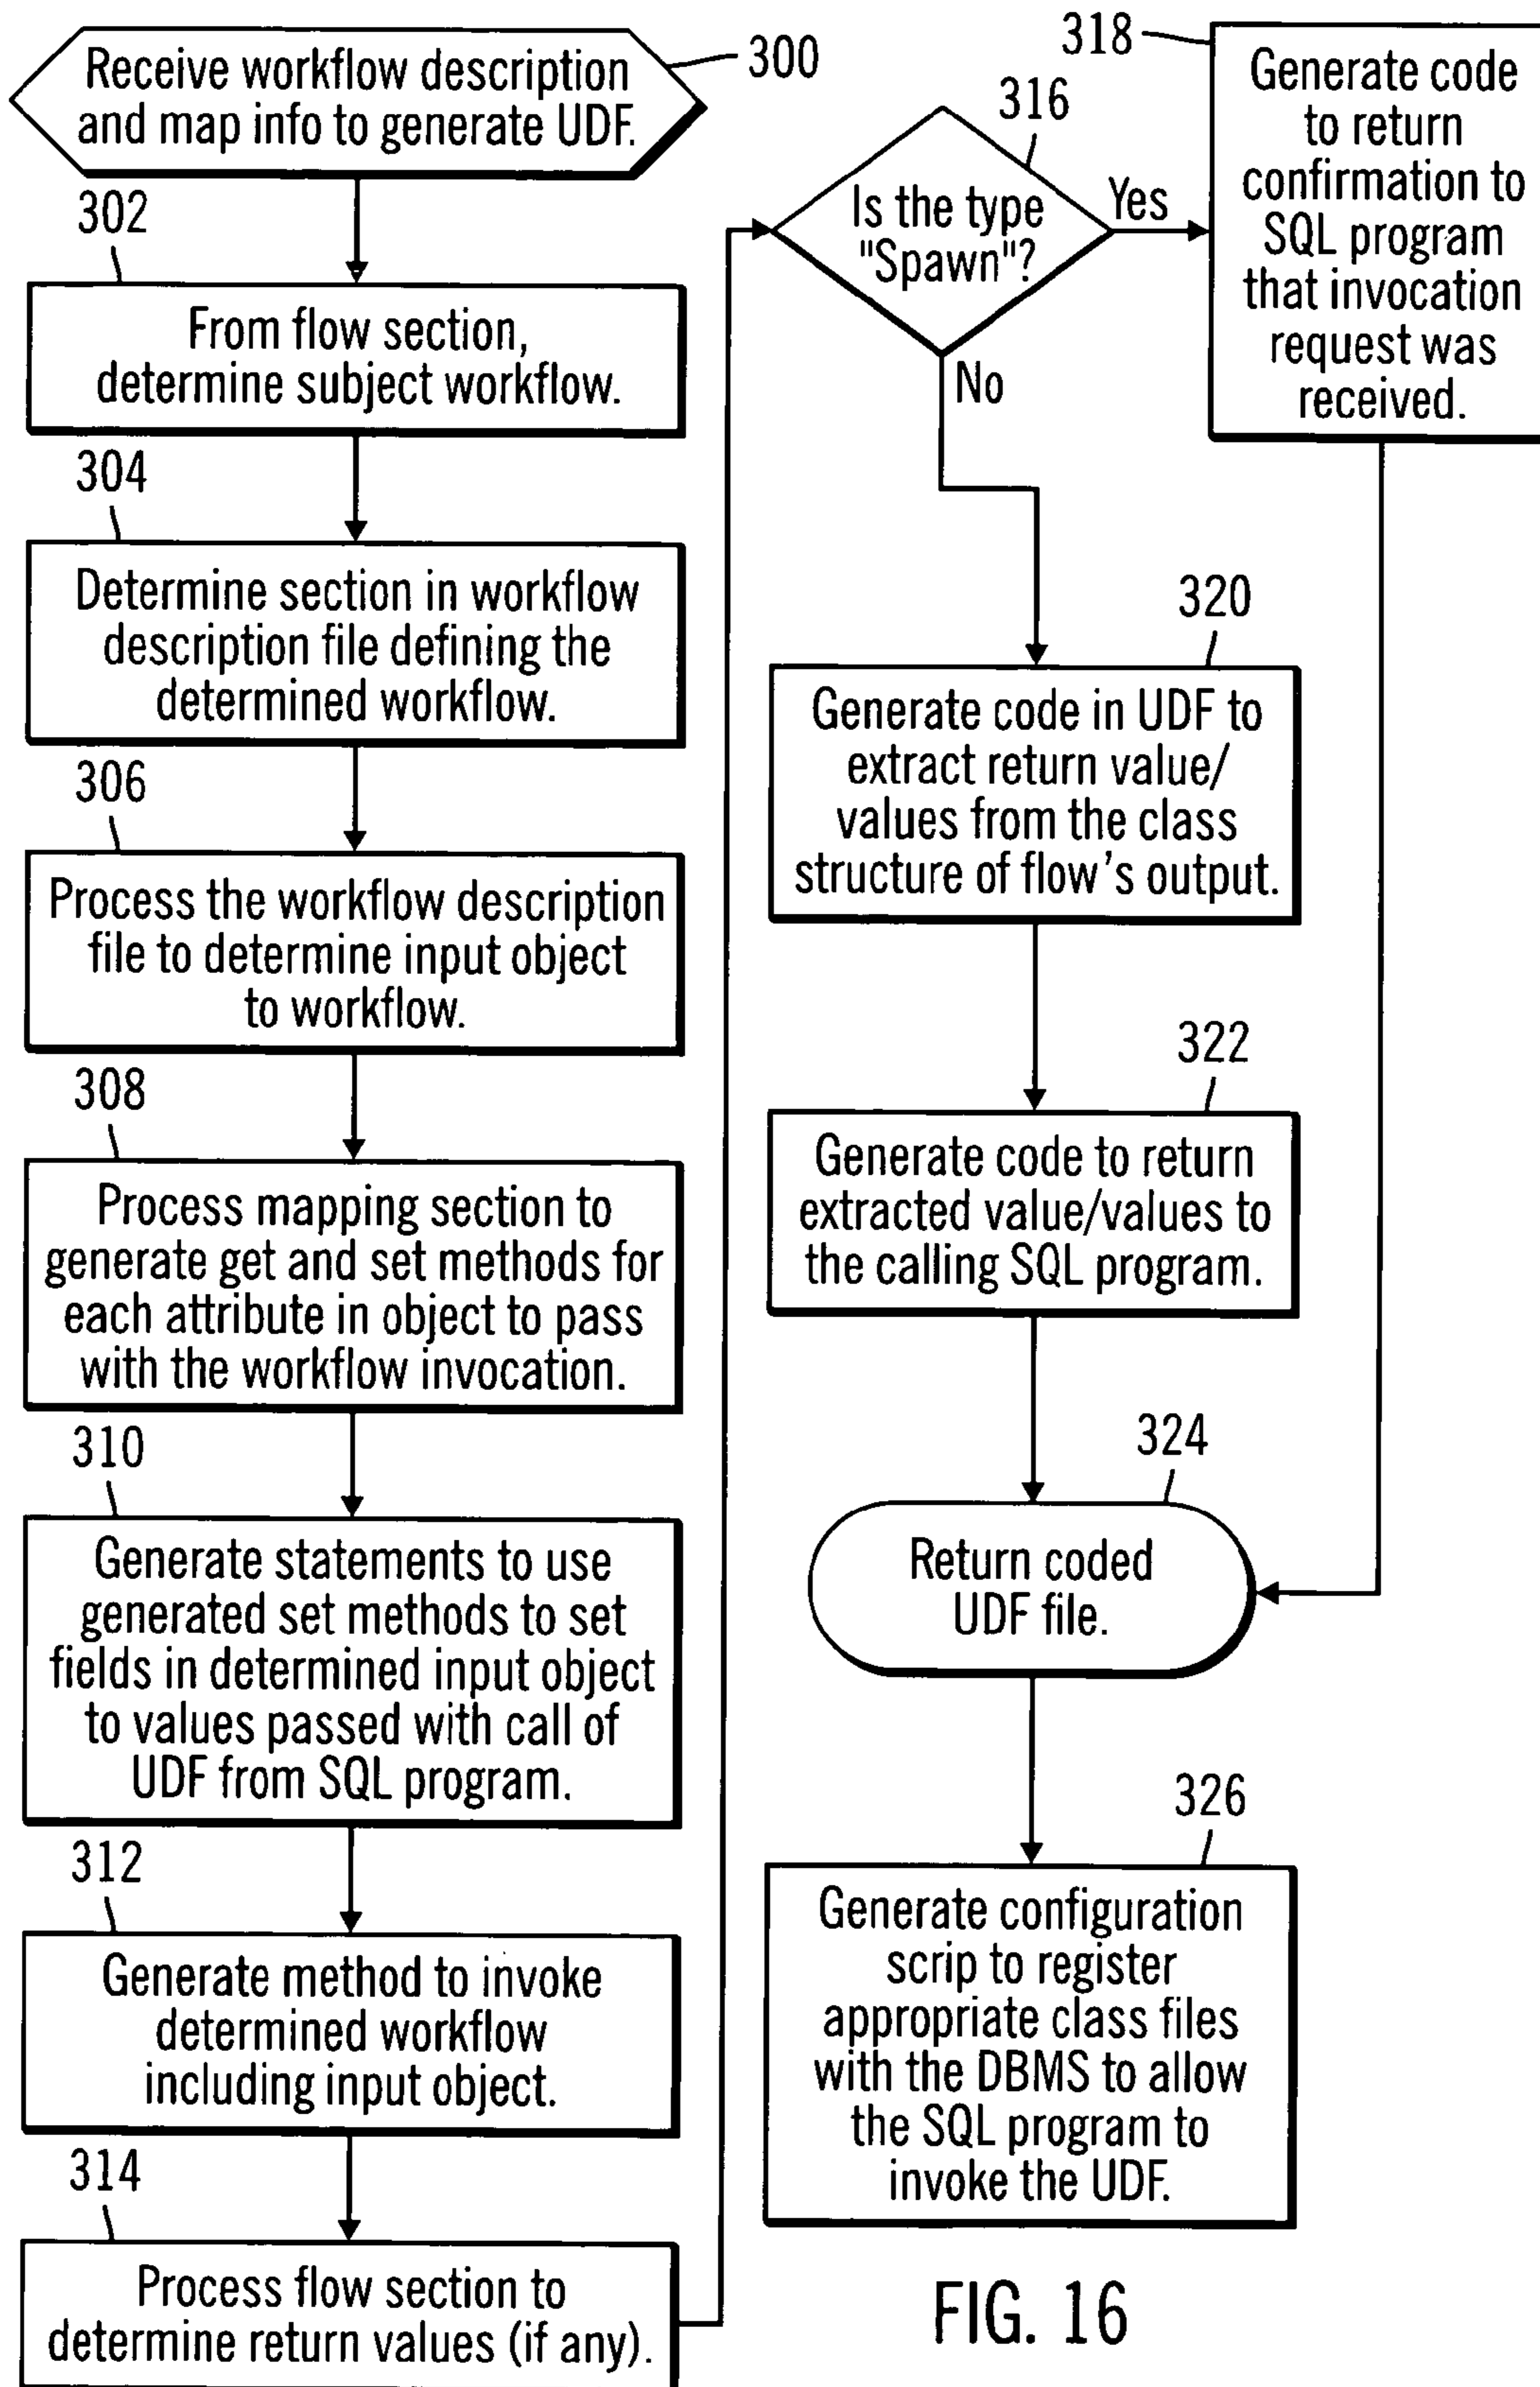 Receive workflow description
and map info to generate UDF.
300
302
From flow section,
determine subject workflow.
304
Determine section in workflow
description file defining the
determined workflow.
306
Process the workflow description
file to determine input object
to workflow.
308
Process mapping section to
generate get and set methods for
each attribute in object to pass
with the workflow invocation.
310
Generate statements to use
generated set methods to set
fields in determined input object
to values passed with call of
UDF from SQL program.
312
Generate method to invoke
determined workflow
including input object.
314
Process flow section to
determine return values (if any).
316
Is the type
"Spawn"?
Yes
No
318
Generate code
to return
confirmation to
SQL program
that invocation
request was
received.
320
Generate code in UDF to
extract return value/
values from the class
structure of flow's output.
322
Generate code to return
extracted value/values to
the calling SQL program.
324
Return coded
UDF file.
326
Generate configuration
scrip to register
appropriate class files
with the DBMS to allow
the SQL program to
invoke the UDF.
FIG. 16